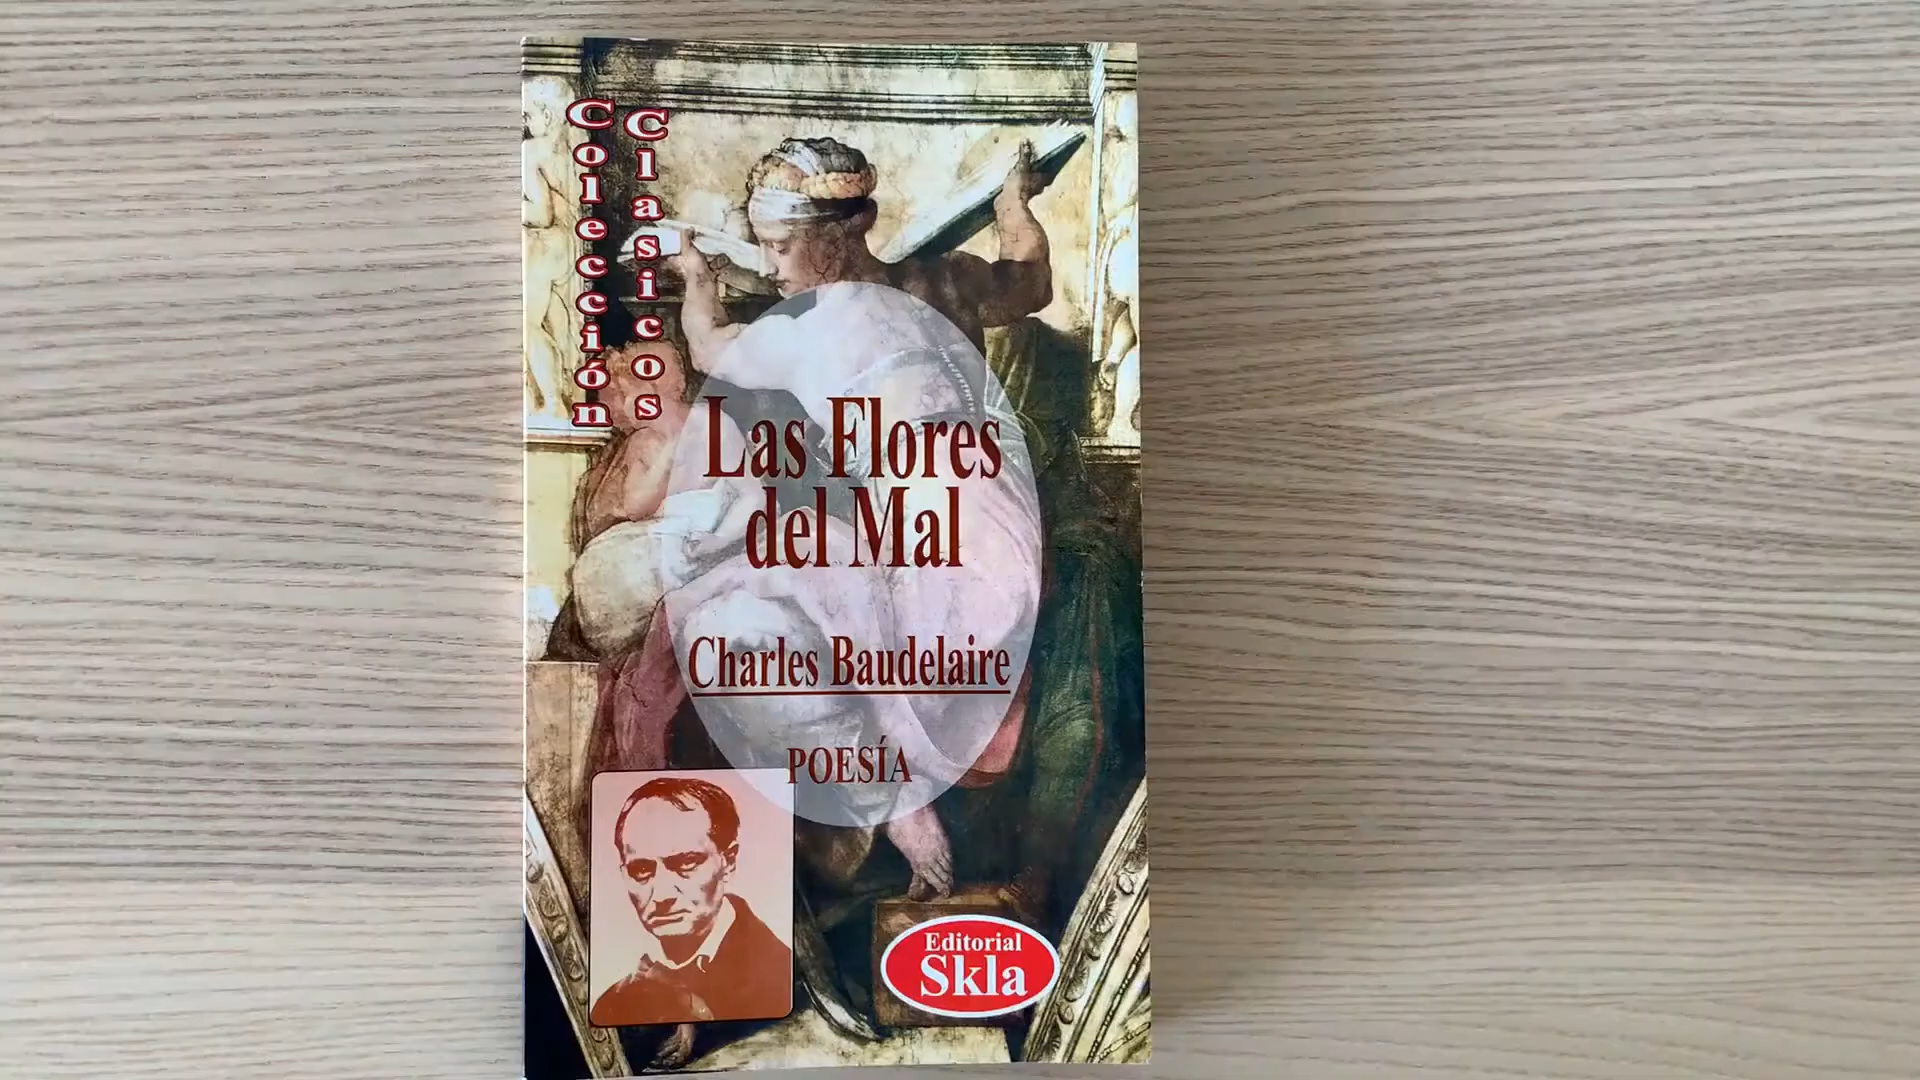 Colección
Clasicos
Las Flores
del Mal
Charles Baudelaire
POESÍA
Editorial
Skla